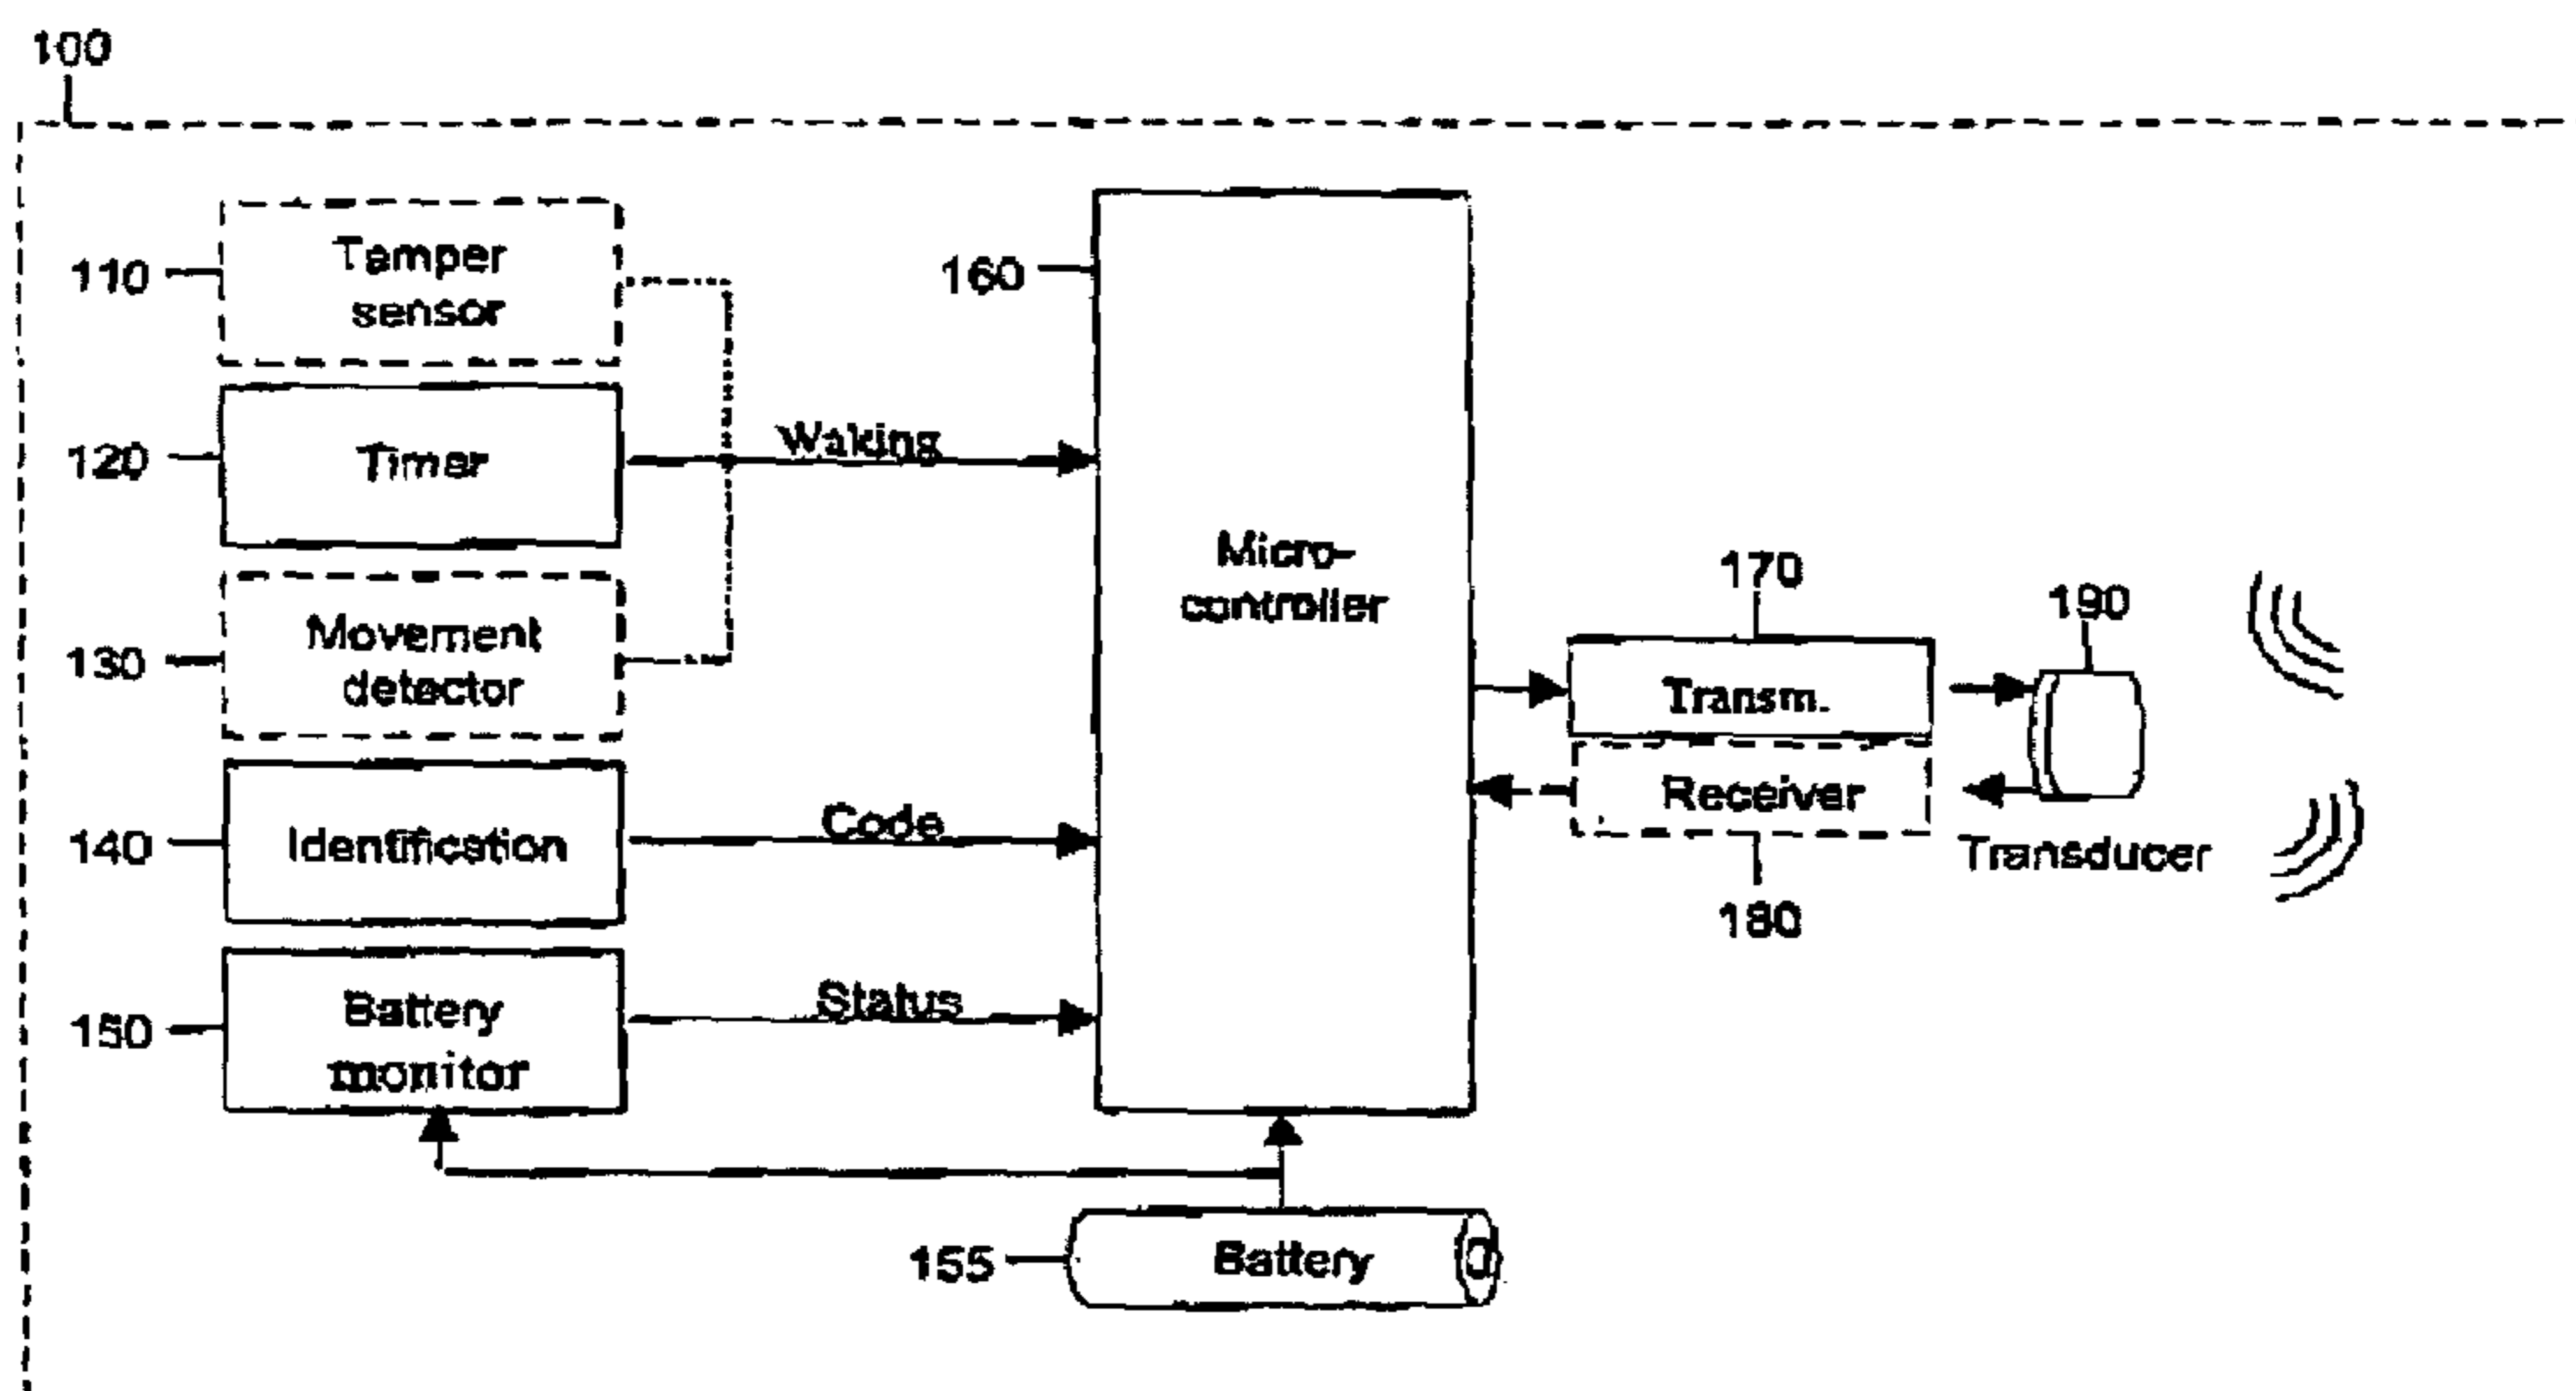 100
110
Tamper
sensor
160
120
Timer
Waking
Micro-
controller
130
Movement
detector
170
190
Transm.
Receiver
Transducer
180
140
Identification
Code
150
Battery
monitor
Status
155
Battery